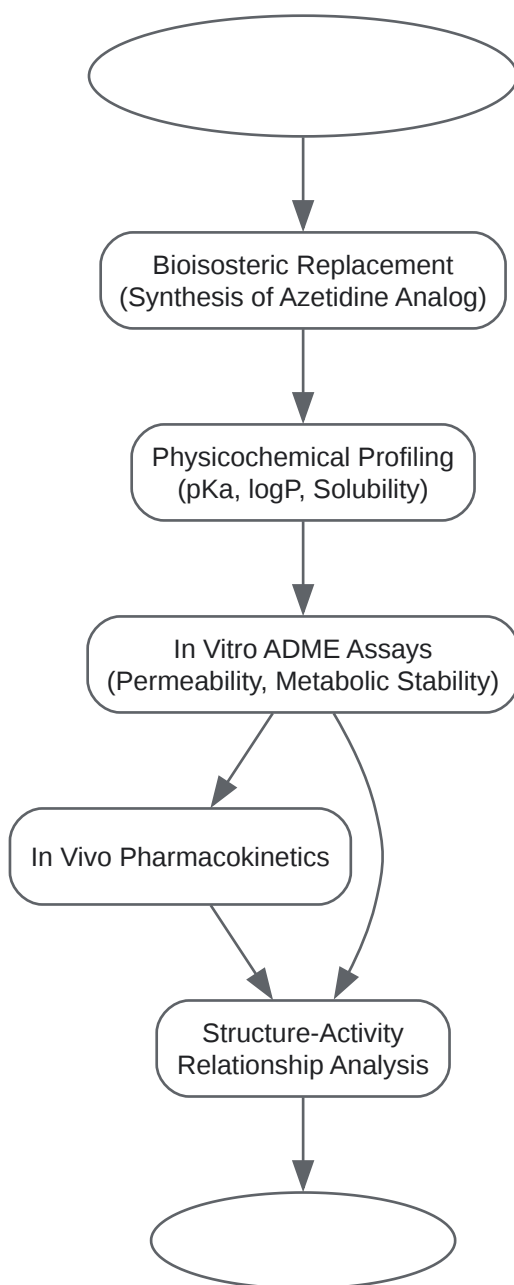 Bioisosteric Replacement
(Synthesis of Azetidine Analog)
Physicochemical Profiling
(pKa, logP, Solubility)
In Vitro ADME Assays
(Permeability, Metabolic Stability)
In Vivo Pharmacokinetics
Structure-Activity
Relationship Analysis